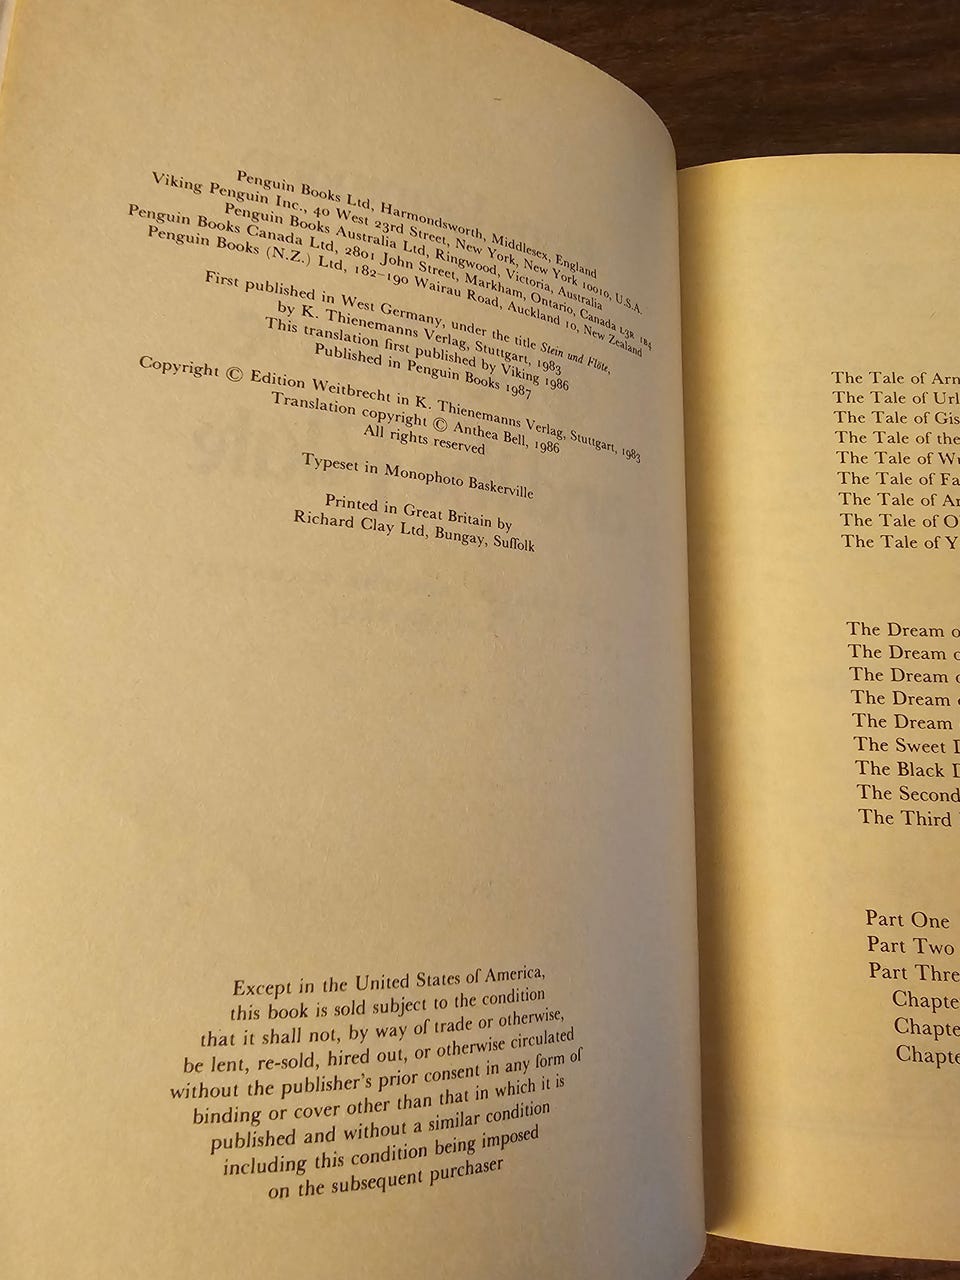 Penguin Books Ltd, Harmondsworth, Middlesex, England
Viking Penguin Inc., 40 West 23rd Street, New York, New York 10010, U.S.A.
Penguin Books Australia Ltd, Ringwood, Victoria, Australia
Penguin Books Canada Ltd, 2801 John Street, Markham, Ontario, Canada L3R 1B4
Penguin Books (N.Z.) Ltd, 182–190 Wairau Road, Auckland 10, New Zealand
First published in West Germany, under the title Stein und Flöte,
by K. Thienemanns Verlag, Stuttgart, 1983
This translation first published by Viking 1986
Published in Penguin Books 1987
Copyright © Edition Weitbrecht in K. Thienemanns Verlag, Stuttgart, 1983
Translation copyright © Anthea Bell, 1986
All rights reserved
Typeset in Monophoto Baskerville
Printed in Great Britain by
Richard Clay Ltd, Bungay, Suffolk
Except in the United States of America,
this book is sold subject to the condition
that it shall not, by way of trade or otherwise,
be lent, re-sold, hired out, or otherwise circulated
without the publisher's prior consent in any form of
binding or cover other than that in which it is
published and without a similar condition
including this condition being imposed
on the subsequent purchaser
The Tale of Arn
The Tale of Url
The Tale of Gis
The Tale of the
The Tale of Wu
The Tale of Fa
The Tale of Ar
The Tale of O
The Tale of Y
The Dream o
The Dream o
The Dream o
The Dream
The Dream
The Sweet D
The Black D
The Second
The Third
Part One
Part Two
Part Thre
Chapte
Chapte
Chapte